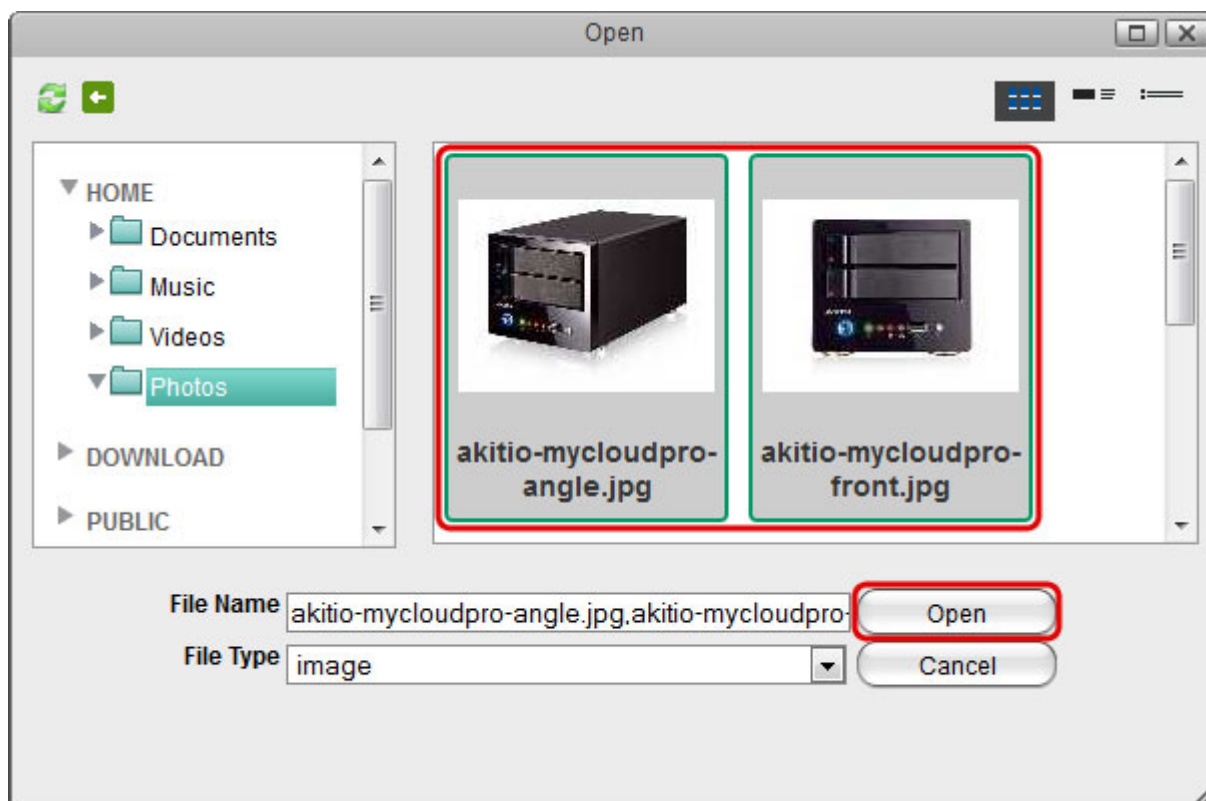 Open
HOME
Documents
Music
Videos
Photos
DOWNLOAD
PUBLIC
akitio-mycloudpro-
angle.jpg
akitio-mycloudpro-
front.jpg
File Name akitio-mycloudpro-angle.jpg,akitio-mycloudpro- Open
File Type image Cancel